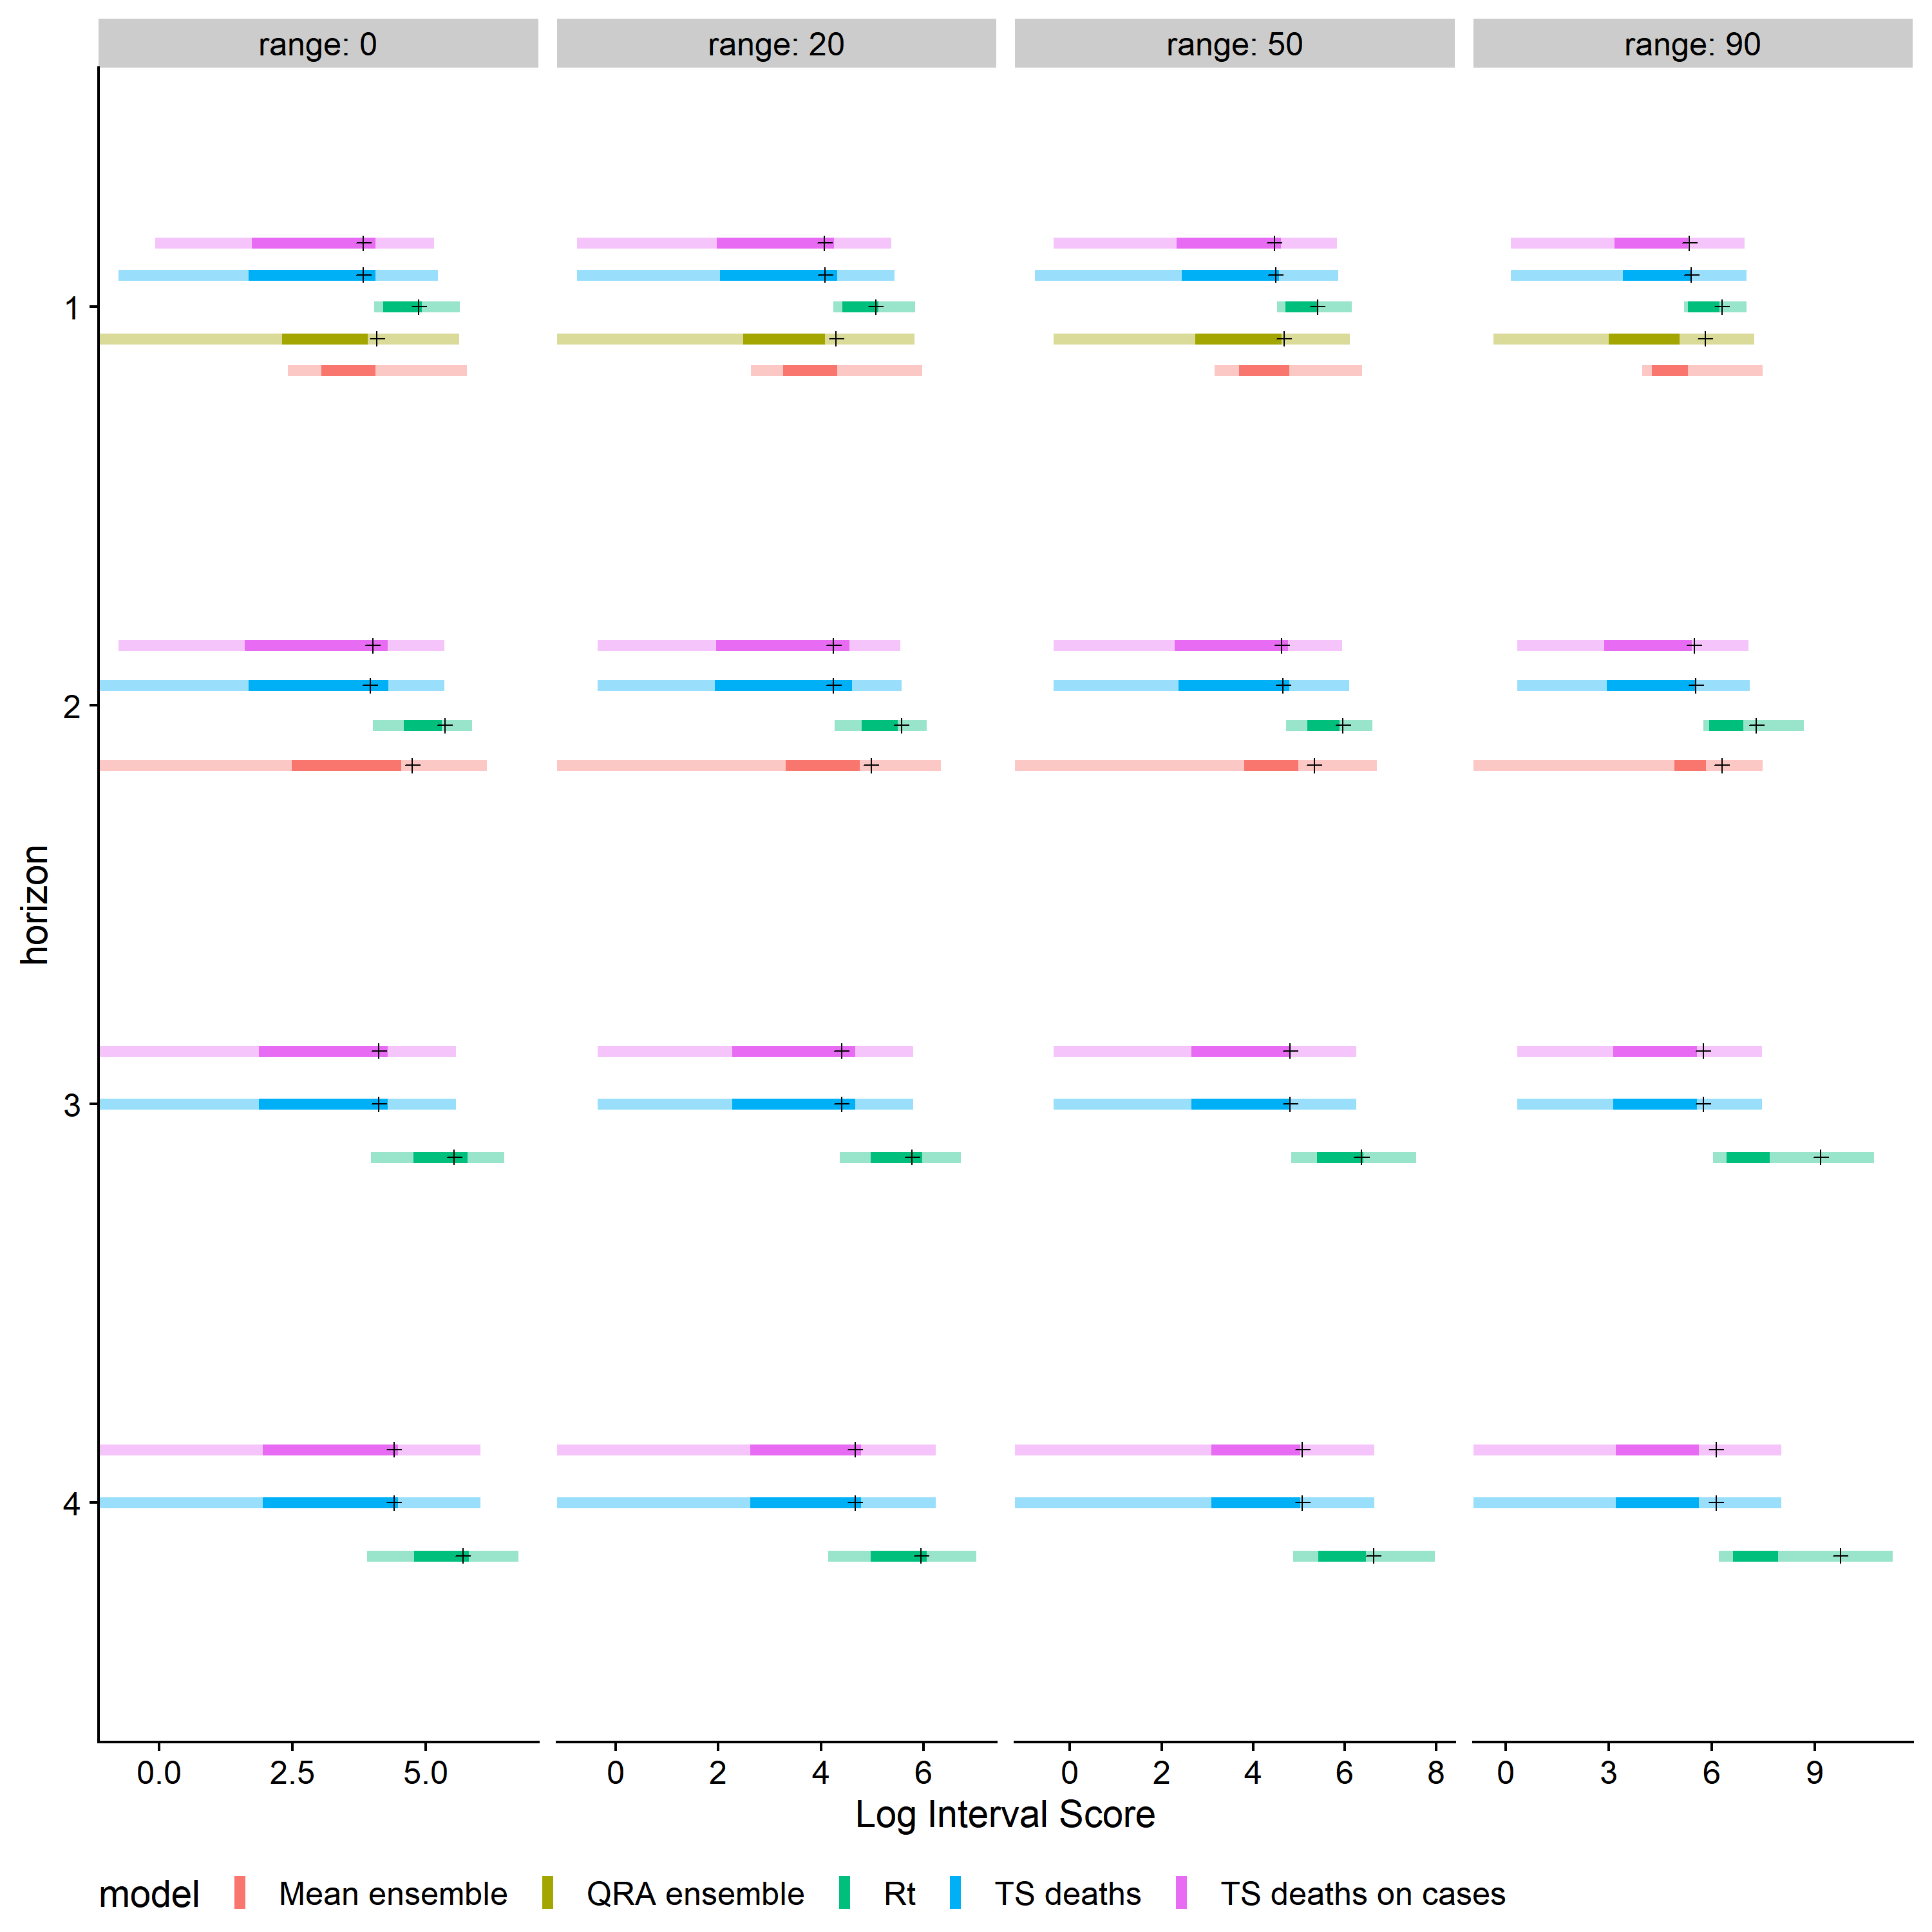 range: 0 range: 20 range: 50 range: 90
1
2
horizon
3
4
0.0 2.5 5.0 0 2 4 6 0 2 4 6 8 0 3 6 9
Log Interval Score
model Mean ensemble QRA ensemble Rt TS deaths TS deaths on cases